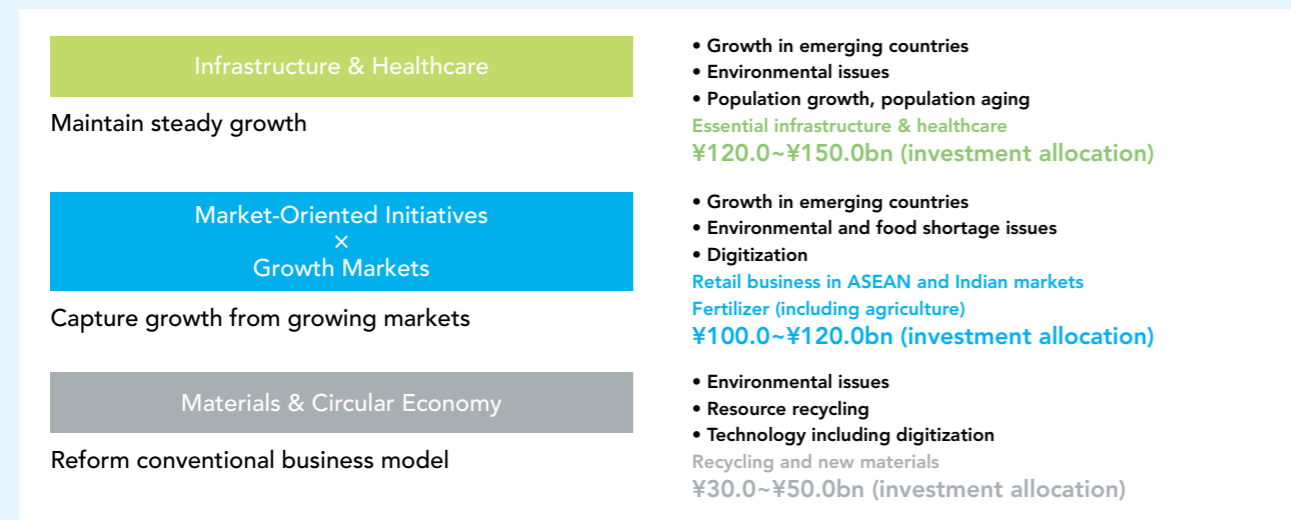 Infrastructure & Healthcare
Maintain steady growth
• Growth in emerging countries
• Environmental issues
• Population growth, population aging
Essential infrastructure & healthcare
¥120.0~¥150.0bn (investment allocation)
Market-Oriented Initiatives
×
Growth Markets
Capture growth from growing markets
• Growth in emerging countries
• Environmental and food shortage issues
• Digitization
Retail business in ASEAN and Indian markets
Fertilizer (including agriculture)
¥100.0~¥120.0bn (investment allocation)
Materials & Circular Economy
Reform conventional business model
• Environmental issues
• Resource recycling
• Technology including digitization
Recycling and new materials
¥30.0~¥50.0bn (investment allocation)